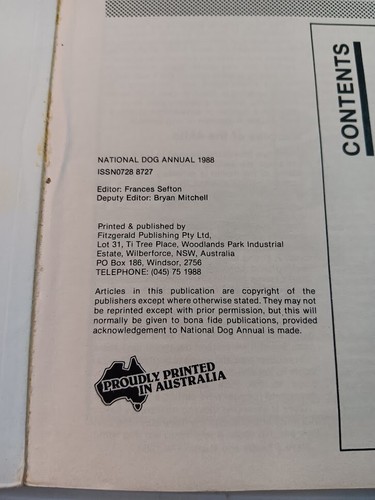 CONTENTS
NATIONAL DOG ANNUAL 1988
ISSN0728 8727
Editor: Frances Sefton
Deputy Editor: Bryan Mitchell
Printed & published by
Fitzgerald Publishing Pty Ltd,
Lot 31, Ti Tree Place, Woodlands Park Industrial
Estate, Wilberforce, NSW, Australia
PO Box 186, Windsor, 2756
TELEPHONE: (045) 75 1988
Articles in this publication are copyright of the
publishers except where otherwise stated. They may not
be reprinted except with prior permission, but this will
normally be given to bona fide publications, provided
acknowledgement to National Dog Annual is made.
PROUDLY PRINTED
IN AUSTRALIA